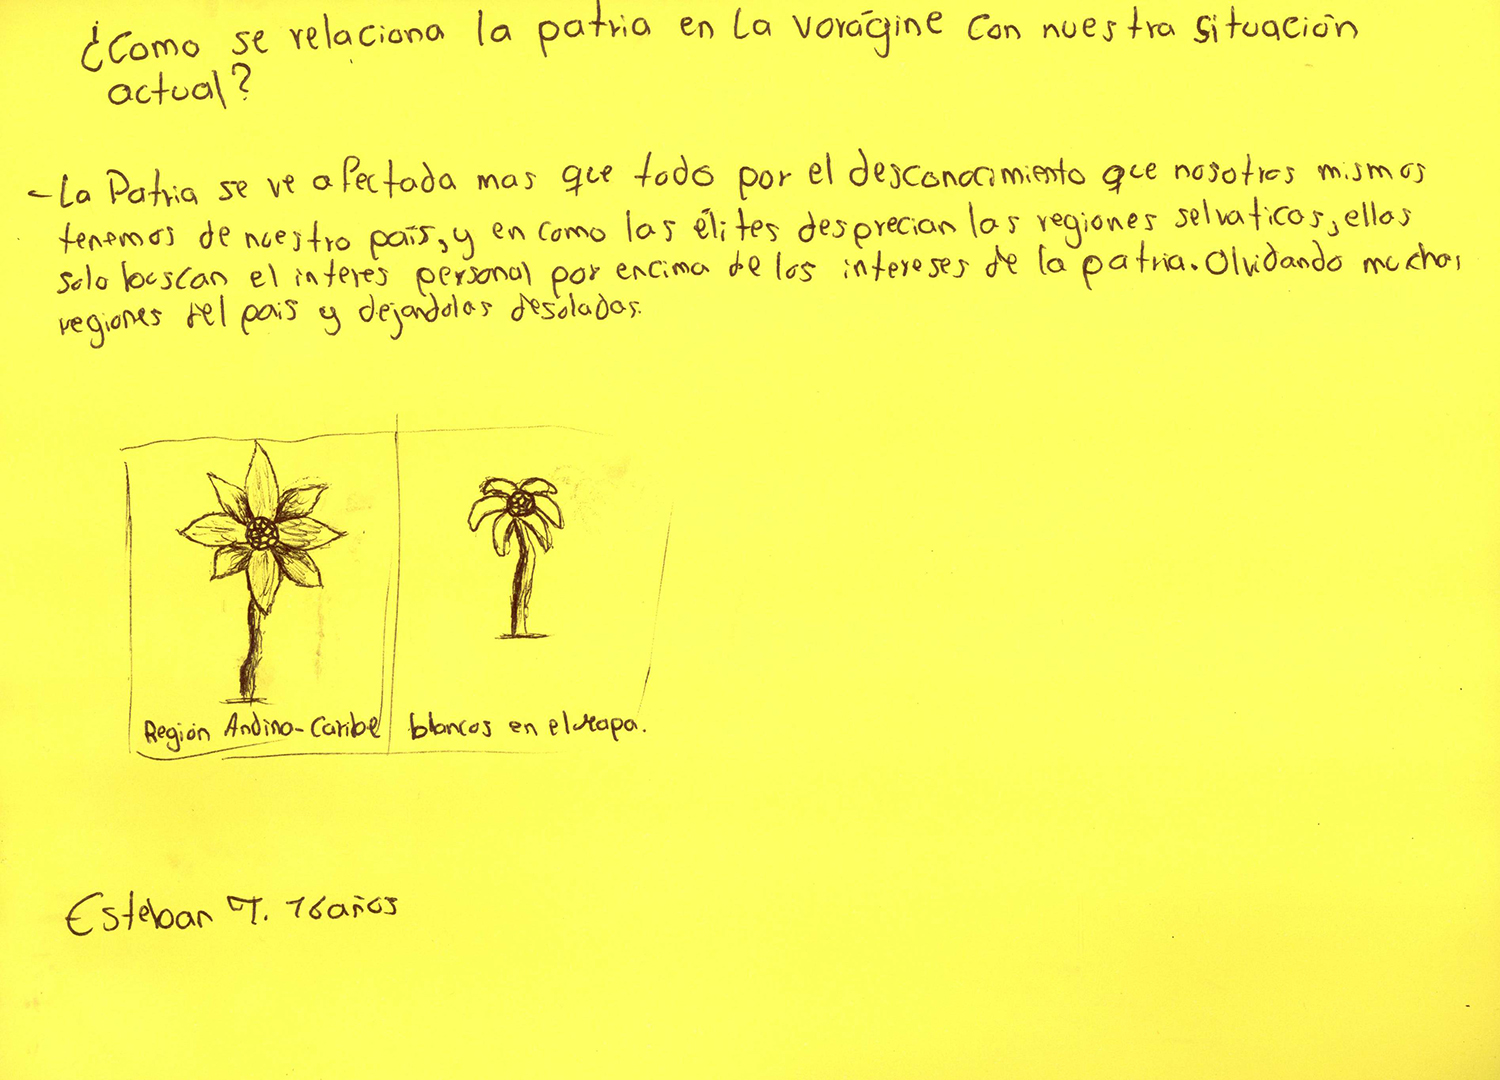 ¿Como se relaciona la patria en La vorágine con nuestra situación
actual?
- La Patria se ve afectada mas que todo por el desconocimiento que nosotros mismos
tenemos de nuestro país, y en como las élites desprecian las regiones selvaticas, ellos
solo buscan el interes personal por encima de los intereses de la patria. Olvidando muchas
regiones del pais y dejandolas desoladas.
Región Andino-Caribe
blancos en el Mapa.
Esteban T. 16 años